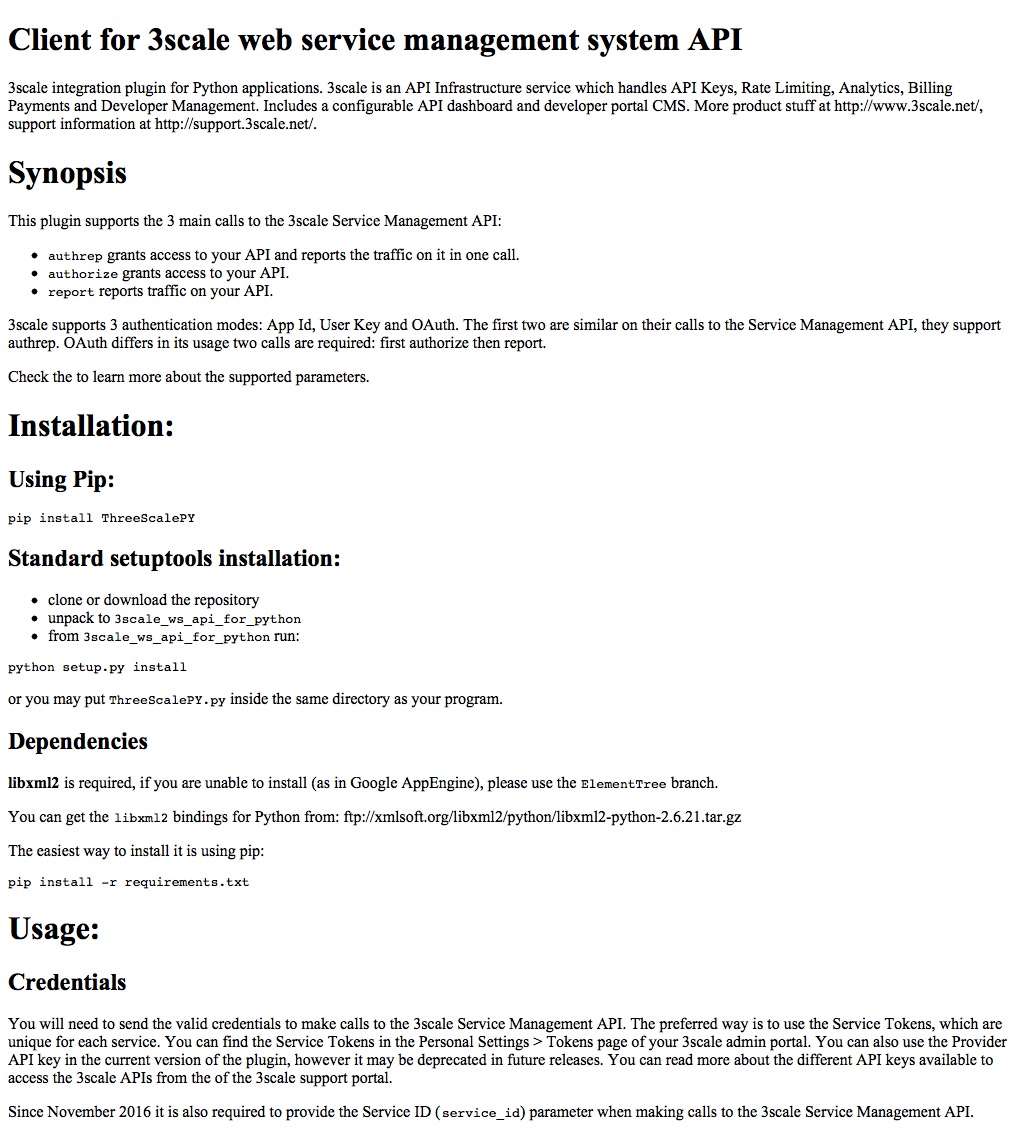 Client for 3scale web service management system API
3scale integration plugin for Python applications. 3scale is an API Infrastructure service which handles API Keys, Rate Limiting, Analytics, Billing
Payments and Developer Management. Includes a configurable API dashboard and developer portal CMS. More product stuff at http://www.3scale.net/,
support information at http://support.3scale.net/.
Synopsis
This plugin supports the 3 main calls to the 3scale Service Management API:
• authrep grants access to your API and reports the traffic on it in one call.
• authorize grants access to your API.
• report reports traffic on your API.
3scale supports 3 authentication modes: App Id, User Key and OAuth. The first two are similar on their calls to the Service Management API, they support
authrep. OAuth differs in its usage two calls are required: first authorize then report.
Check the to learn more about the supported parameters.
Installation:
Using Pip:
pip install ThreeScalePY
Standard setuptools installation:
• clone or download the repository
• unpack to 3scale_ws_api_for_python
• from 3scale_ws_api_for_python run:
python setup.py install
or you may put ThreeScalePY.py inside the same directory as your program.
Dependencies
libxml2 is required, if you are unable to install (as in Google AppEngine), please use the ElementTree branch.
You can get the libxml2 bindings for Python from: ftp://xmlsoft.org/libxml2/python/libxml2-python-2.6.21.tar.gz
The easiest way to install it is using pip:
pip install -r requirements.txt
Usage:
Credentials
You will need to send the valid credentials to make calls to the 3scale Service Management API. The preferred way is to use the Service Tokens, which are
unique for each service. You can find the Service Tokens in the Personal Settings > Tokens page of your 3scale admin portal. You can also use the Provider
API key in the current version of the plugin, however it may be deprecated in future releases. You can read more about the different API keys available to
access the 3scale APIs from the of the 3scale support portal.
Since November 2016 it is also required to provide the Service ID (service_id) parameter when making calls to the 3scale Service Management API.